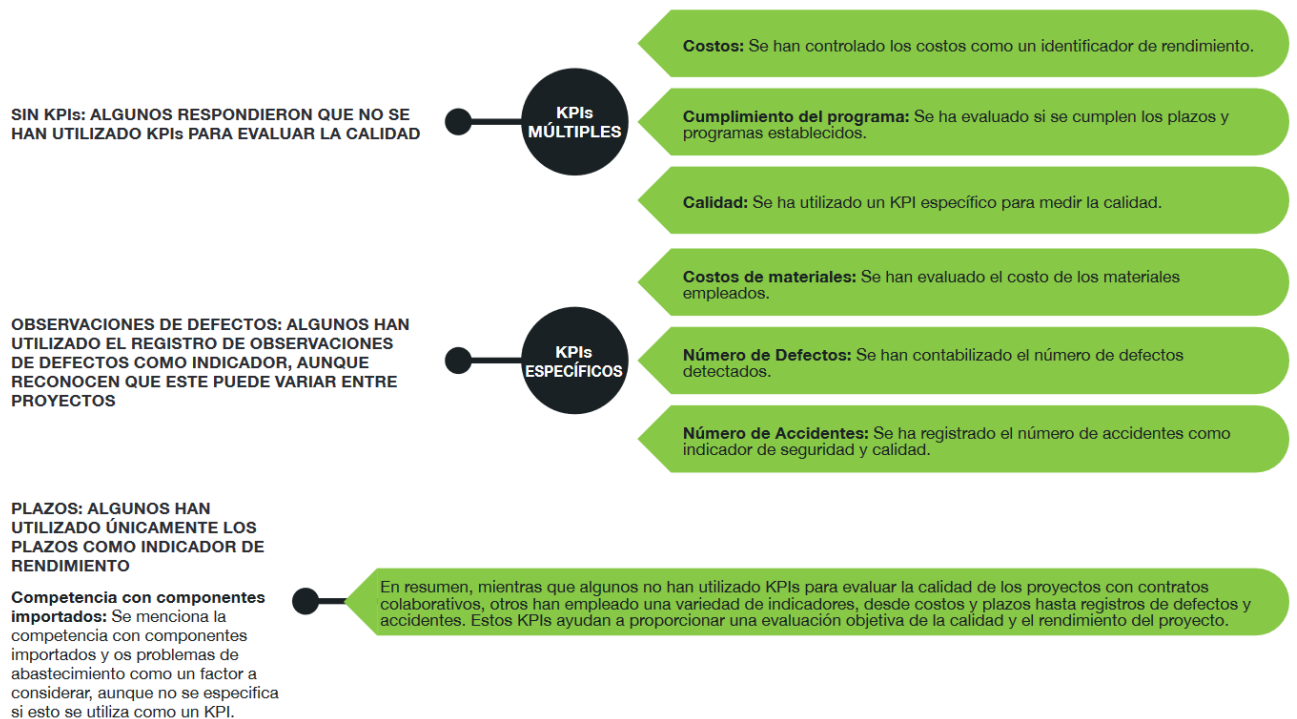 SIN KPIs: ALGUNOS RESPONDIERON QUE NO SE
HAN UTILIZADO KPIs PARA EVALUAR LA CALIDAD
KPIs
MÚLTIPLES
Costos: Se han controlado los costos como un identificador de rendimiento.
Cumplimiento del programa: Se ha evaluado si se cumplen los plazos y
programas establecidos.
Calidad: Se ha utilizado un KPI específico para medir la calidad.
OBSERVACIONES DE DEFECTOS: ALGUNOS HAN
UTILIZADO EL REGISTRO DE OBSERVACIONES
DE DEFECTOS COMO INDICADOR, AUNQUE
RECONOCEN QUE ESTE PUEDE VARIAR ENTRE
PROYECTOS
KPIs
ESPECÍFICOS
Costos de materiales: Se han evaluado el costo de los materiales
empleados.
Número de Defectos: Se han contabilizado el número de defectos
detectados.
Número de Accidentes: Se ha registrado el número de accidentes como
indicador de seguridad y calidad.
PLAZOS: ALGUNOS HAN
UTILIZADO ÚNICAMENTE LOS
PLAZOS COMO INDICADOR DE
RENDIMIENTO
Competencia con componentes
importados: Se menciona la
competencia con componentes
importados y os problemas de
abastecimiento como un factor a
considerar, aunque no se especifica
si esto se utiliza como un KPI.
En resumen, mientras que algunos no han utilizado KPIs para evaluar la calidad de los proyectos con contratos
colaborativos, otros han empleado una variedad de indicadores, desde costos y plazos hasta registros de defectos y
accidentes. Estos KPIs ayudan a proporcionar una evaluación objetiva de la calidad y el rendimiento del proyecto.